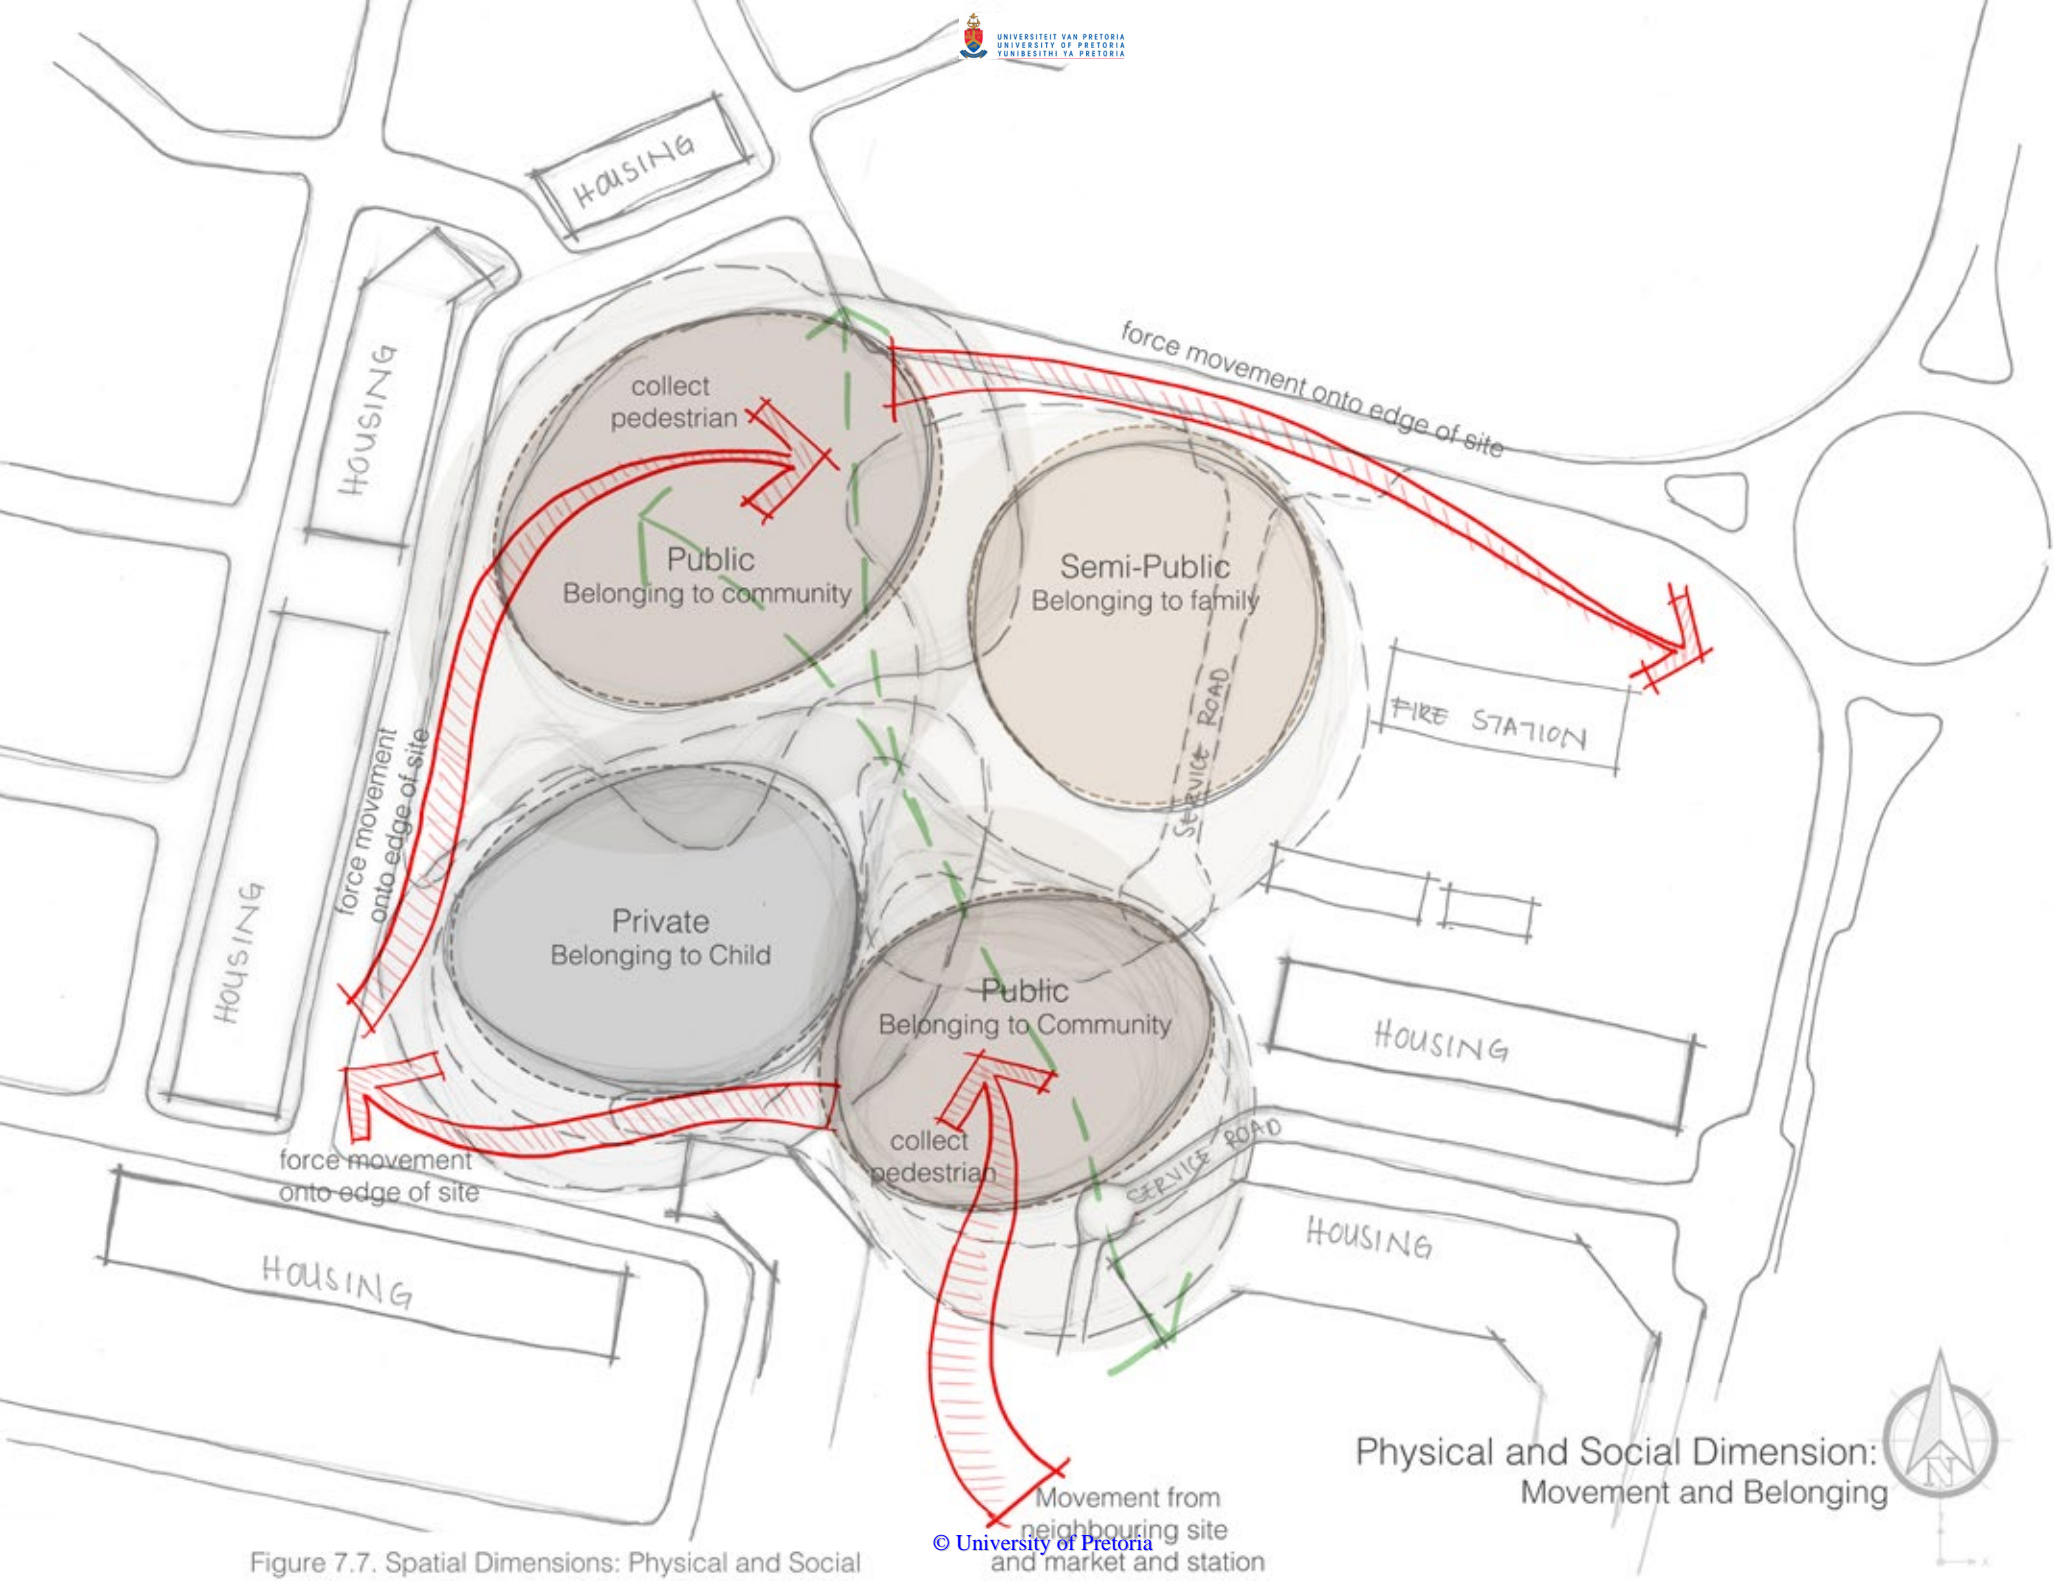 UNIVERSITEIT VAN PRETORIA
UNIVERSITY OF PRETORIA
YUNIBESITHI YA PRETORIA
HOUSING
HOUSING
force movement onto edge of site
collect
pedestrian
Public
Belonging to community
Semi-Public
Belonging to family
SERVICE ROAD
FIRE STATION
force movement
onto edge of site
HOUSING
Private
Belonging to Child
Public
Belonging to Community
HOUSING
collect
pedestrian
SERVICE ROAD
force movement
onto edge of site
HOUSING
HOUSING
Physical and Social Dimension:
Movement and Belonging
N
Movement from
neighbouring site
and market and station
© University of Pretoria
Figure 7.7. Spatial Dimensions: Physical and Social
Y
X